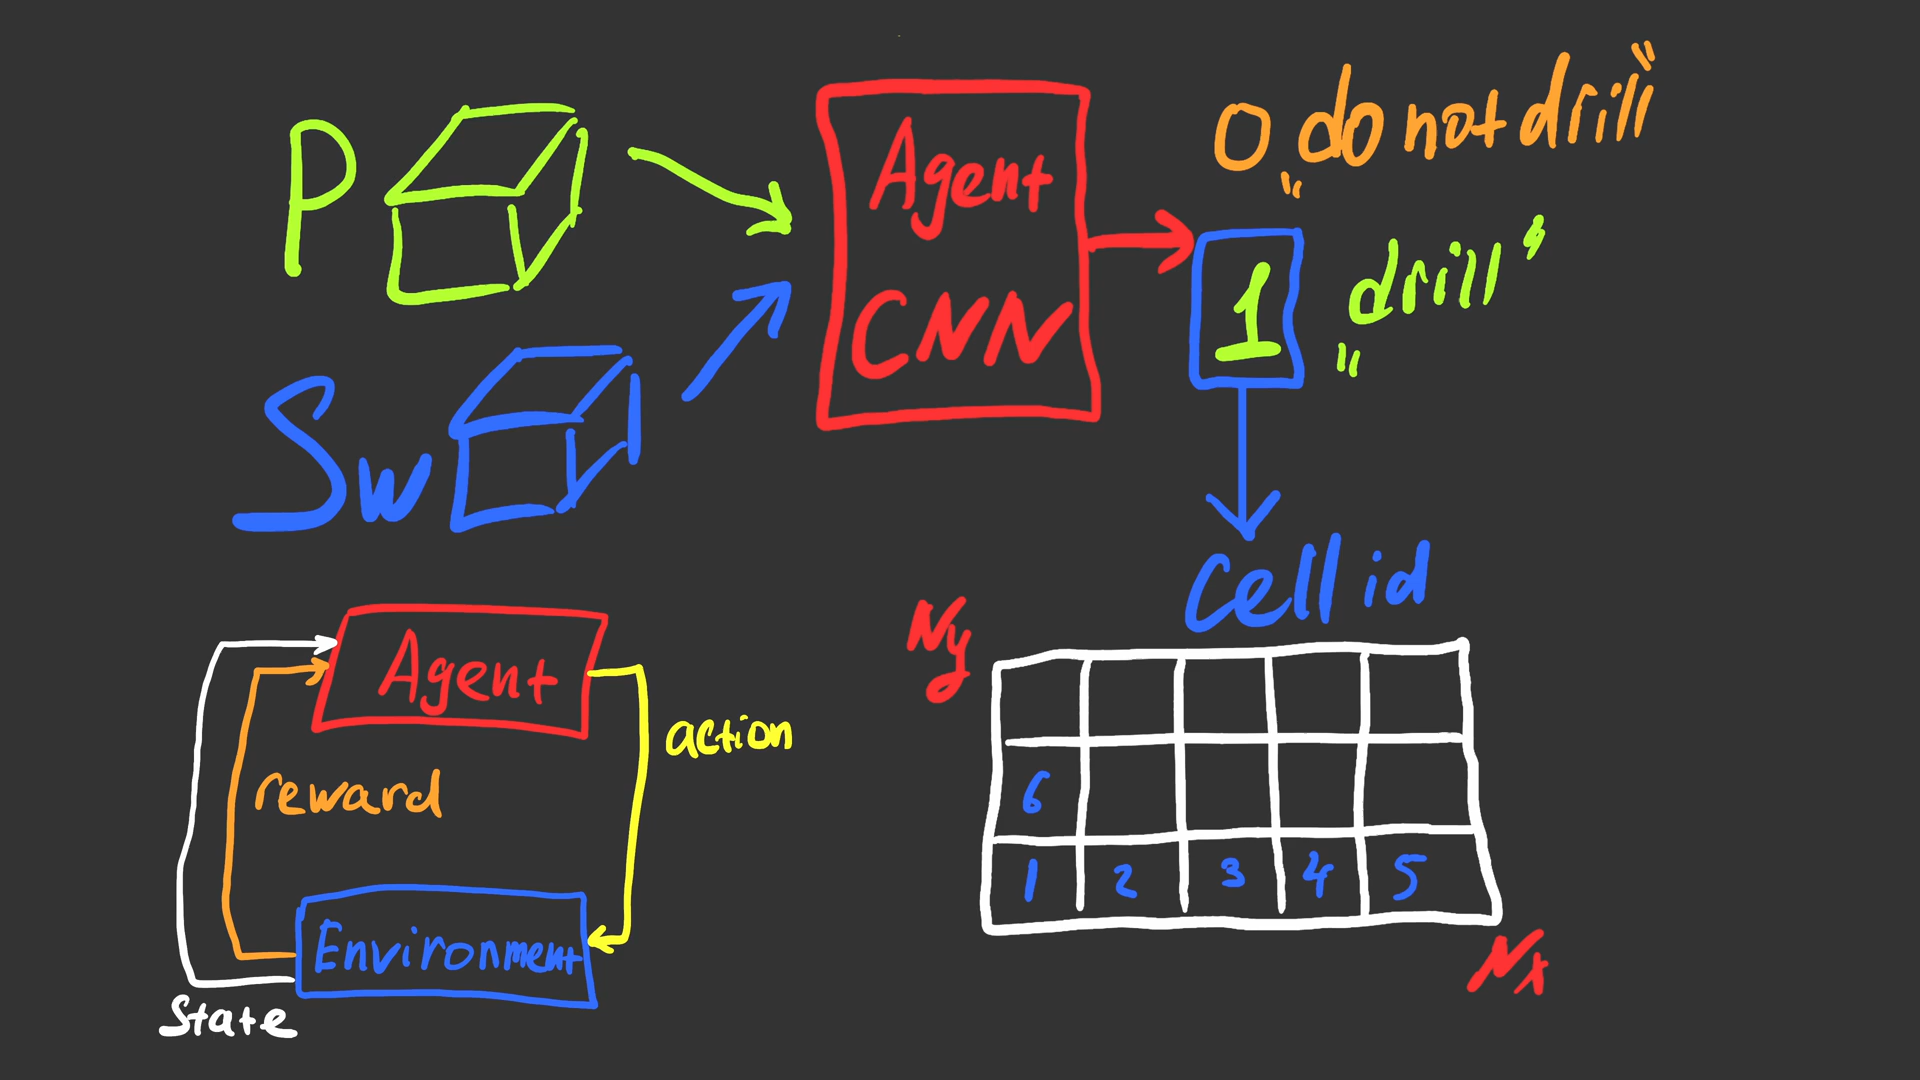 P
Sw
Agent
CNN
0 „do not drill"
1 „drill"
Cell id
Ny
6
1 2 3 4 5
Nx
Agent
action
reward
Environment
State